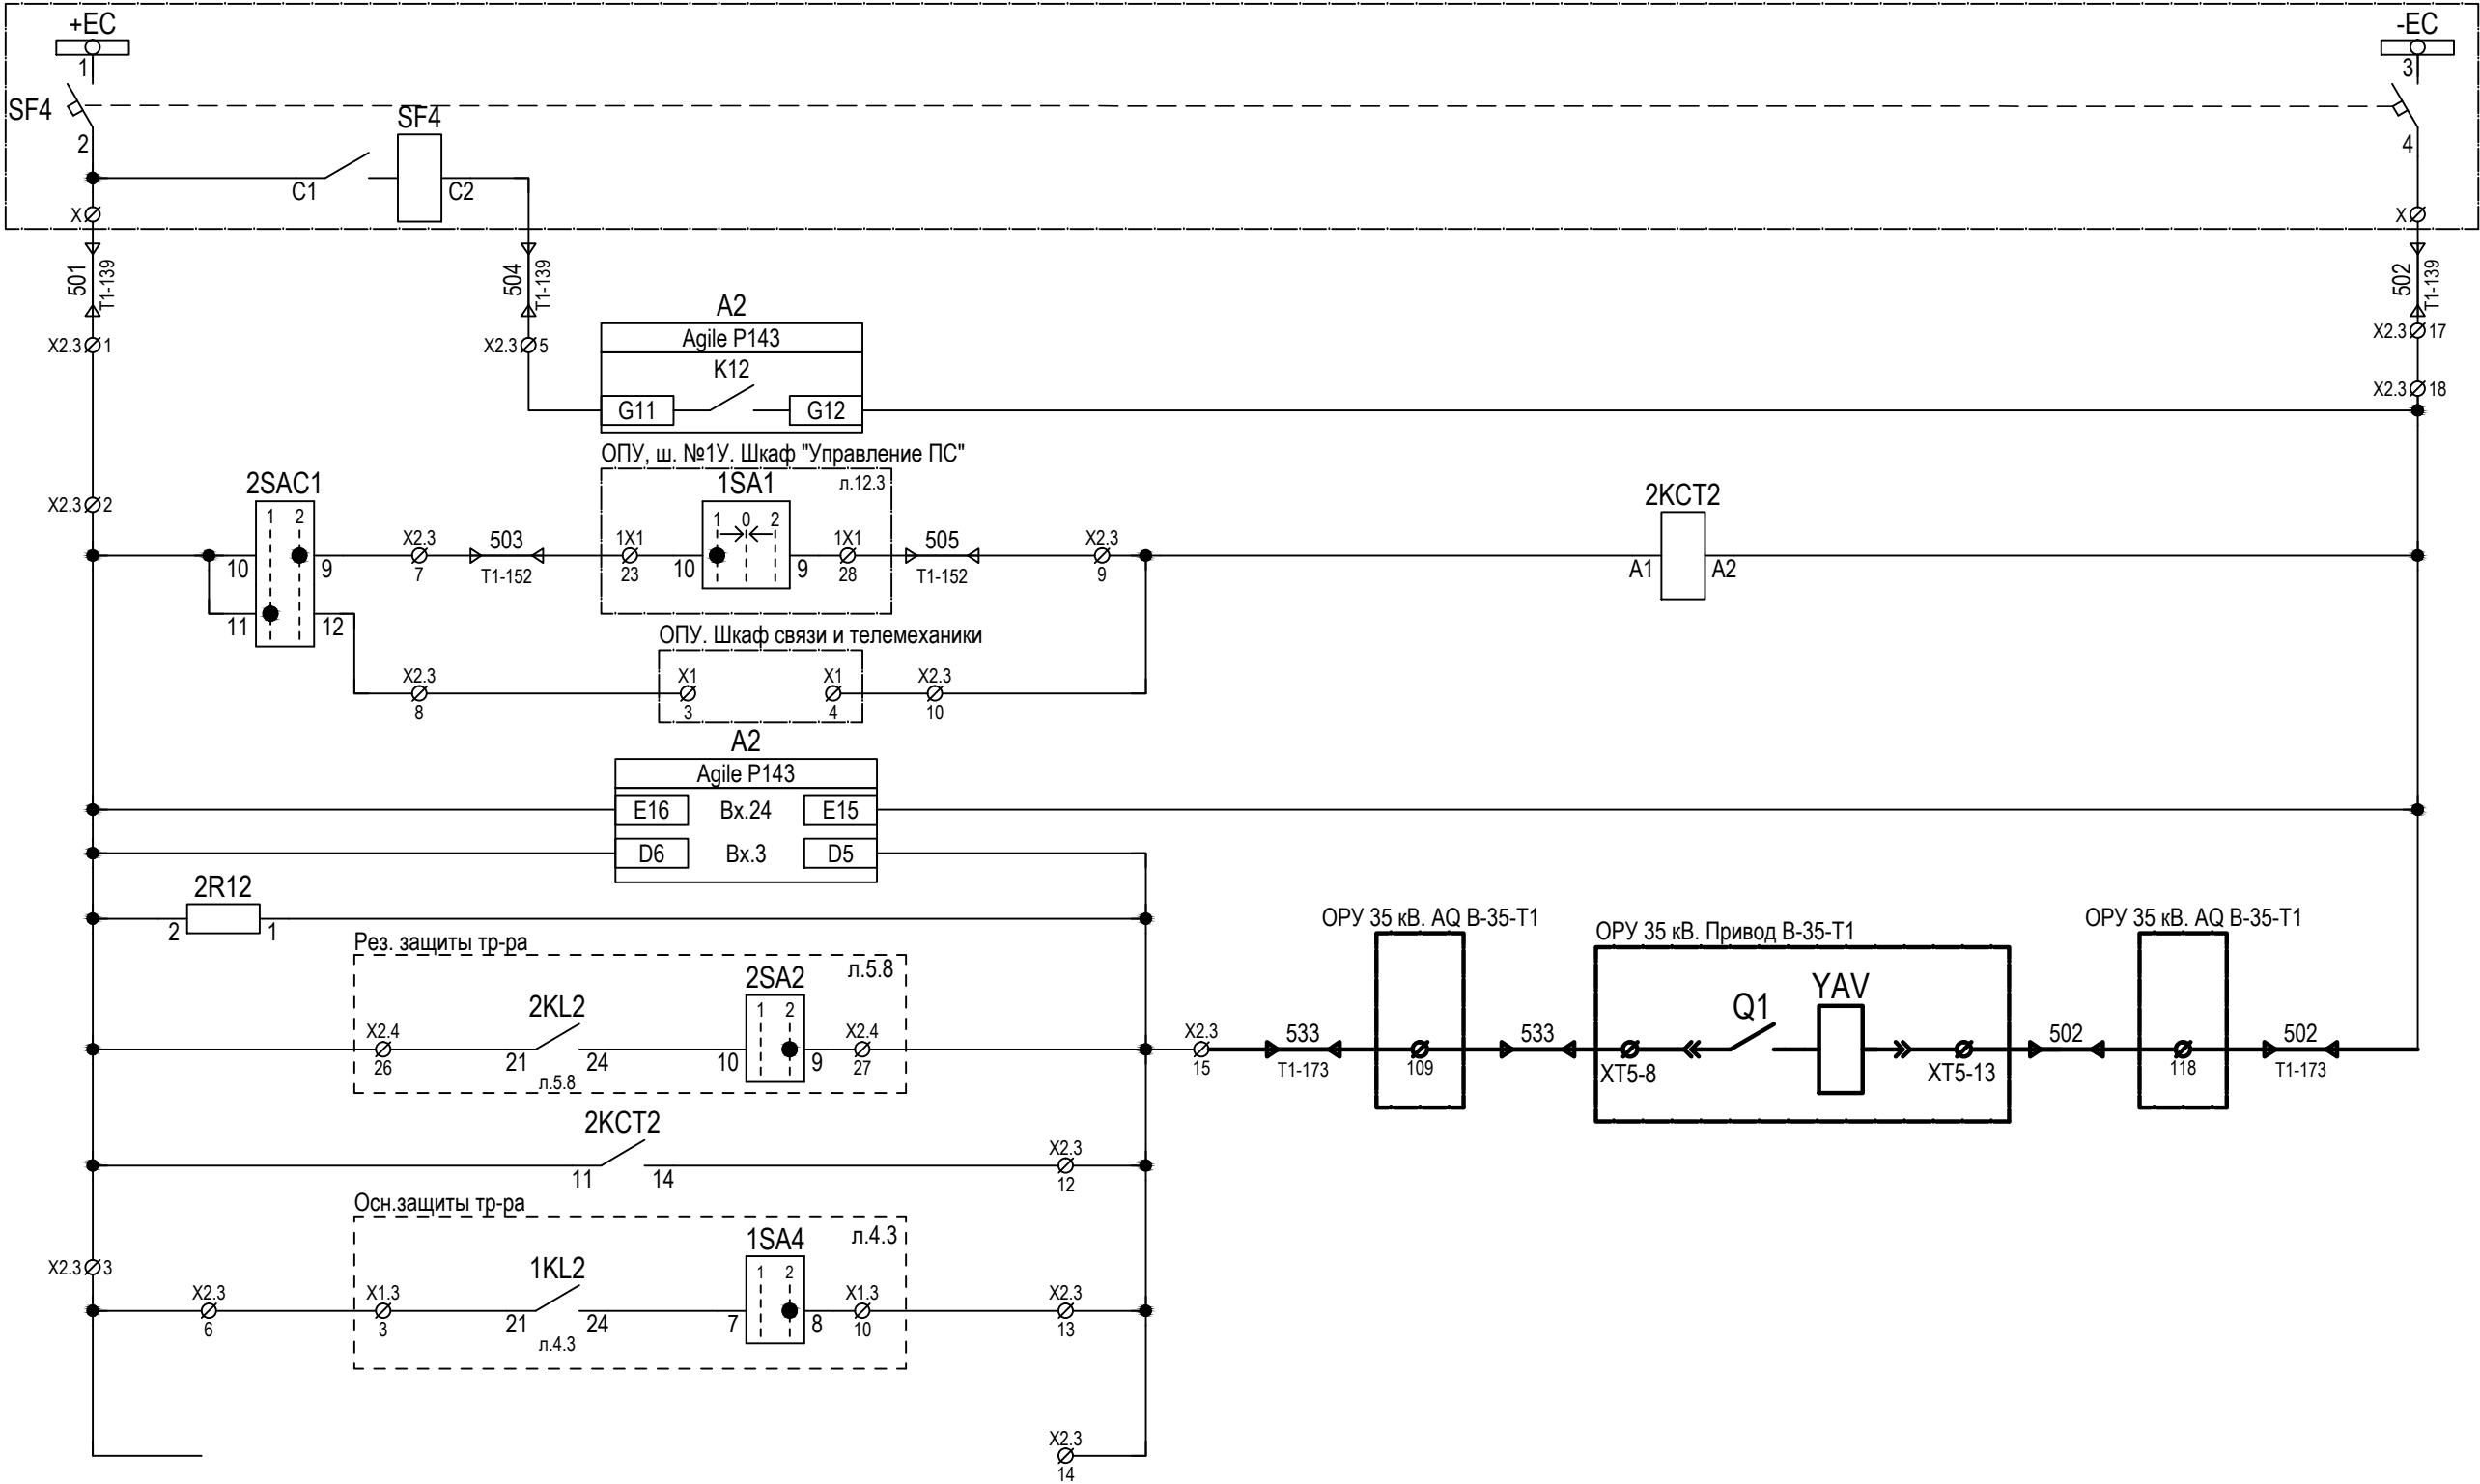 +EC
-EC
1
3
SF4
SF4
2
4
C1
C2
X
X
501
T1-139
504
T1-139
502
T1-139
A2
Agile P143
K12
G11
G12
X2.3
1
X2.3
5
X2.3
17
X2.3
18
ОПУ, ш. №1У. Шкаф "Управление ПС"
л.12.3
2SAC1
1SA1
2KCT2
X2.3
2
1 2
1 0 2
10
9
X2.3
7
503
T1-152
1X1
23
10
9
1X1
28
505
T1-152
X2.3
9
A1
A2
11
12
ОПУ. Шкаф связи и телемеханики
X2.3
8
X1
3
X1
4
X2.3
10
A2
Agile P143
E16
Вх.24
E15
D6
Вх.3
D5
2R12
2
1
ОРУ 35 кВ. AQ В-35-Т1
ОРУ 35 кВ. Привод В-35-Т1
ОРУ 35 кВ. AQ В-35-Т1
Рез. защиты тр-ра
л.5.8
2SA2
2KL2
1 2
X2.4
26
21
24
л.5.8
10
9
X2.4
27
X2.3
15
533
T1-173
109
533
XT5-8
Q1
YAV
XT5-13
502
118
502
T1-173
2KCT2
11
14
X2.3
12
Осн.защиты тр-ра
л.4.3
1SA4
1KL2
1 2
X2.3
3
X2.3
6
X1.3
3
21
24
л.4.3
7
8
X1.3
10
X2.3
13
X2.3
14